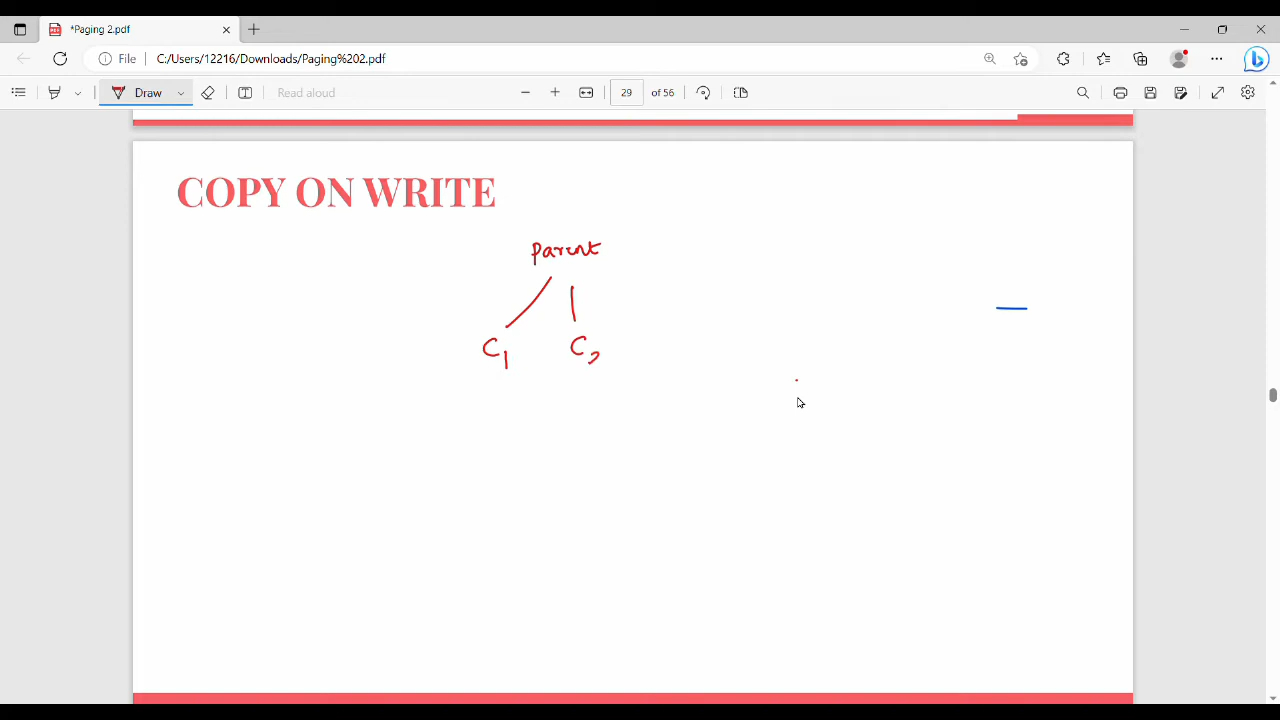 *Paging 2.pdf
File C:/Users/12216/Downloads/Paging%202.pdf
Draw Read aloud 29 of 56
COPY ON WRITE
parent
C1 C2